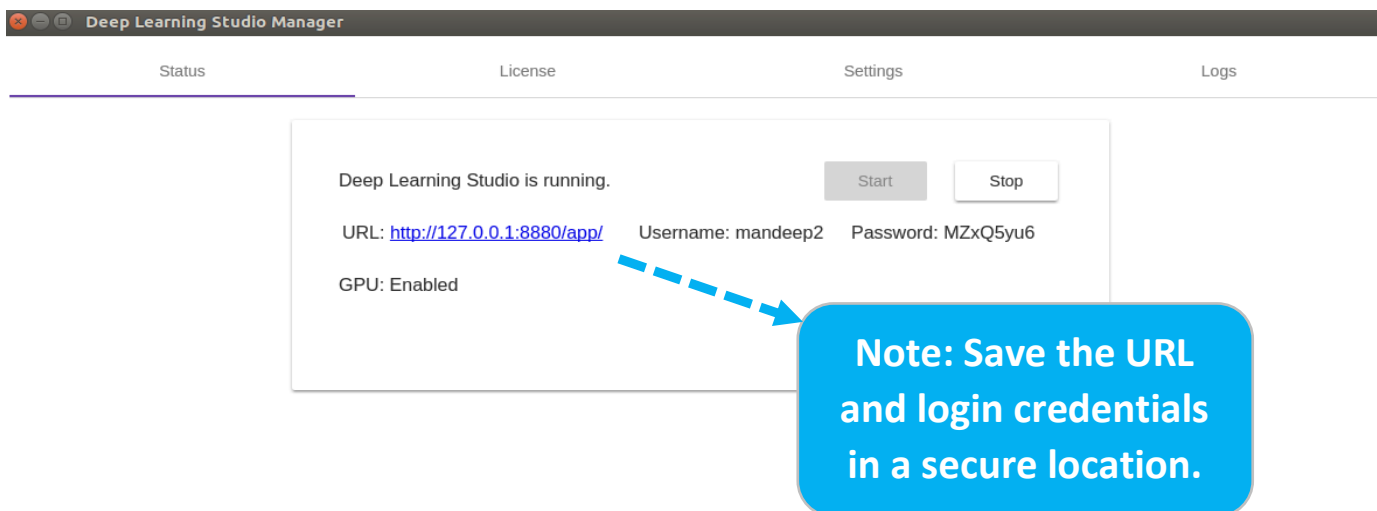 Deep Learning Studio Manager
Status License Settings Logs
Deep Learning Studio is running. Start Stop
URL: http://127.0.0.1:8880/app/ Username: mandeep2 Password: MZxQ5yu6
GPU: Enabled
Note: Save the URL
and login credentials
in a secure location.